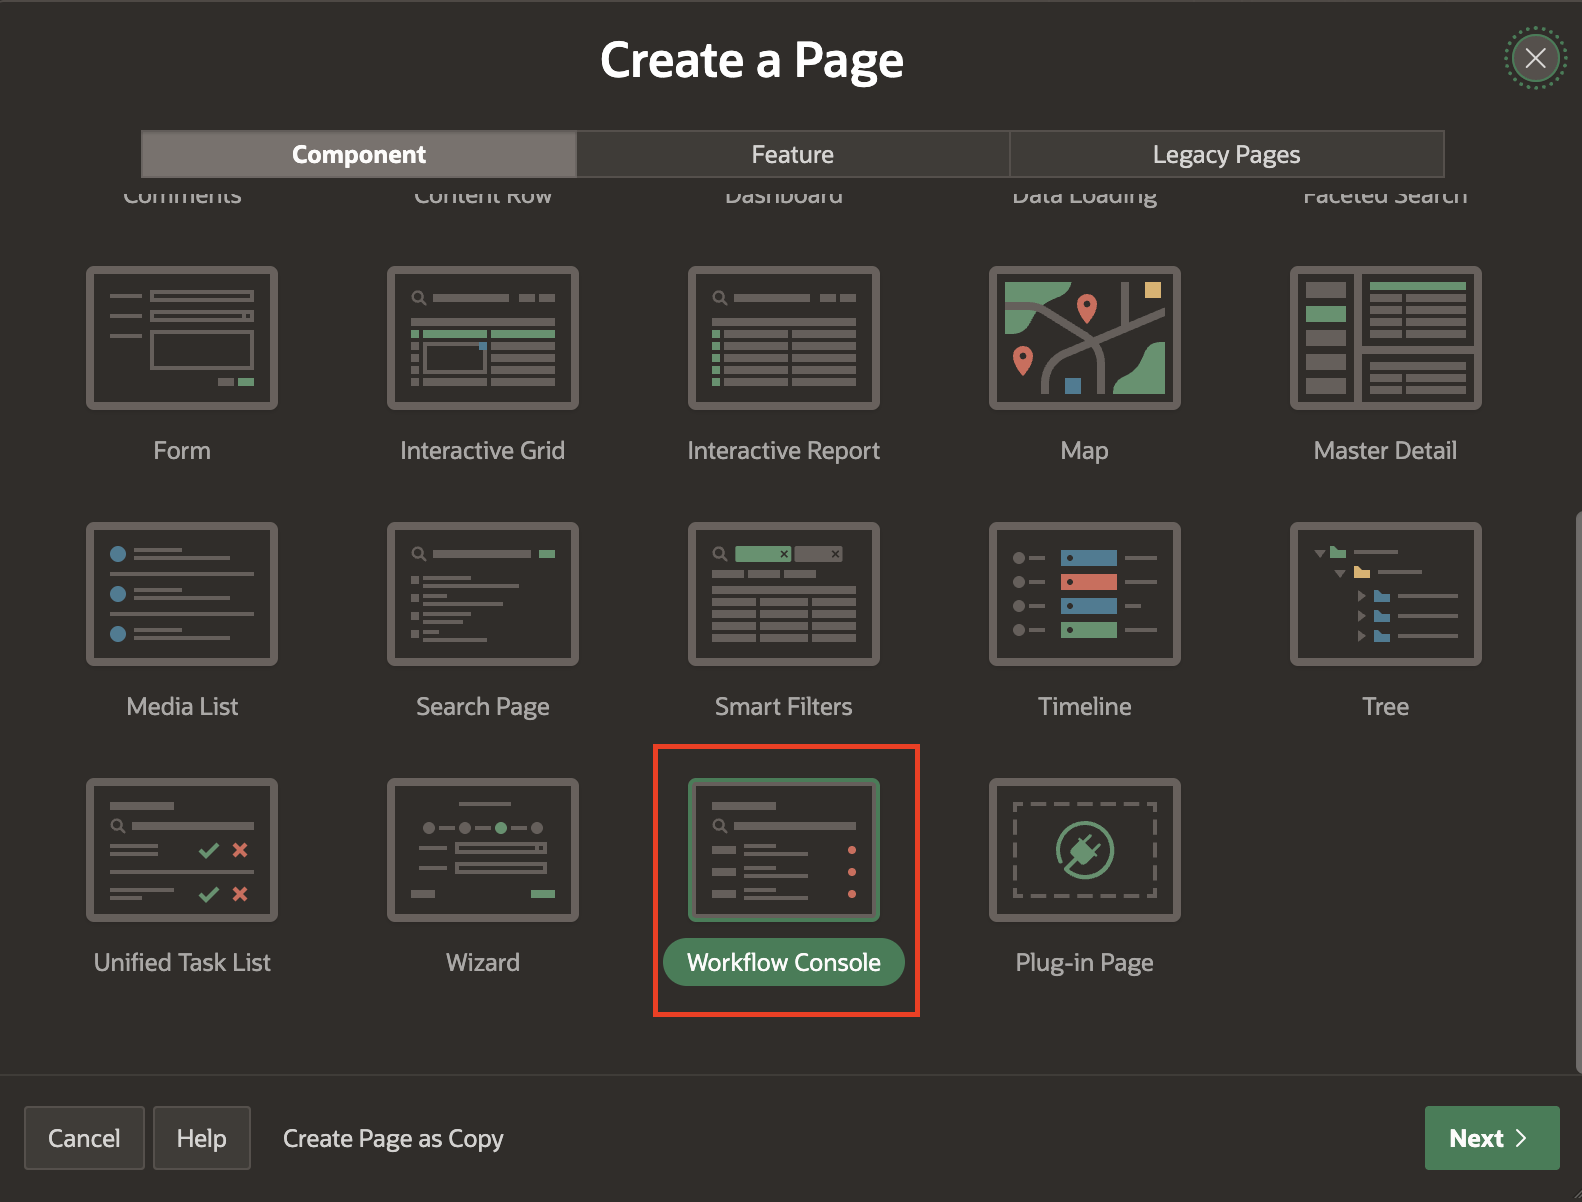 Create a Page
Component Feature Legacy Pages
Comments Content Row Dashboard Data Loading Faceted Search
Form Interactive Grid Interactive Report Map Master Detail
Media List Search Page Smart Filters Timeline Tree
Unified Task List Wizard Workflow Console Plug-in Page
Cancel Help Create Page as Copy Next